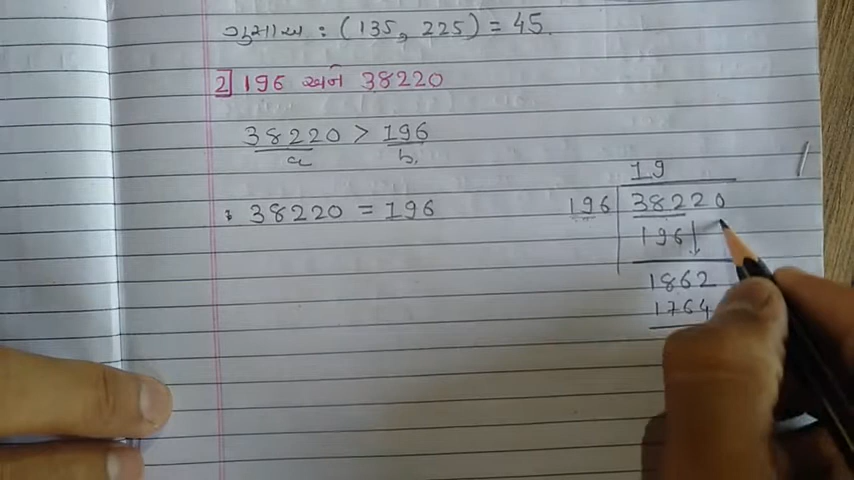 ગુ.સા.અ : (135, 225) = 45.
2] 196 અને 38220
38220 > 196
a b.
: 38220 = 196
19
196 38220
196
1862
1764